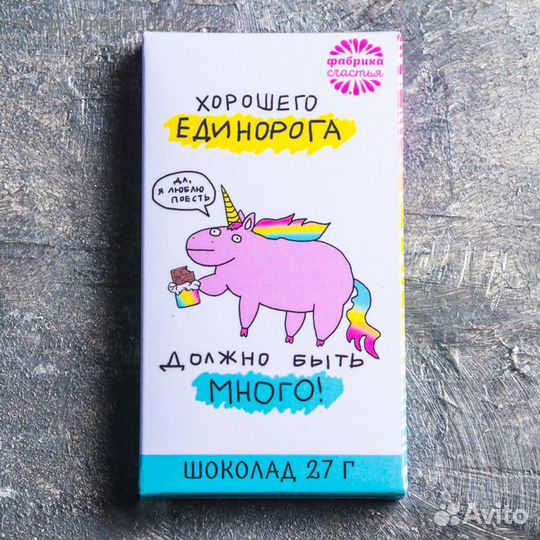 фабрика
счастья
ХОРОШЕГО
ЕДИНОРОГА
ДА,
Я ЛЮБЛЮ
ПОЕСТЬ
ДОЛЖНО БЫТЬ
МНОГО!
ШОКОЛАД 27 Г
Avito